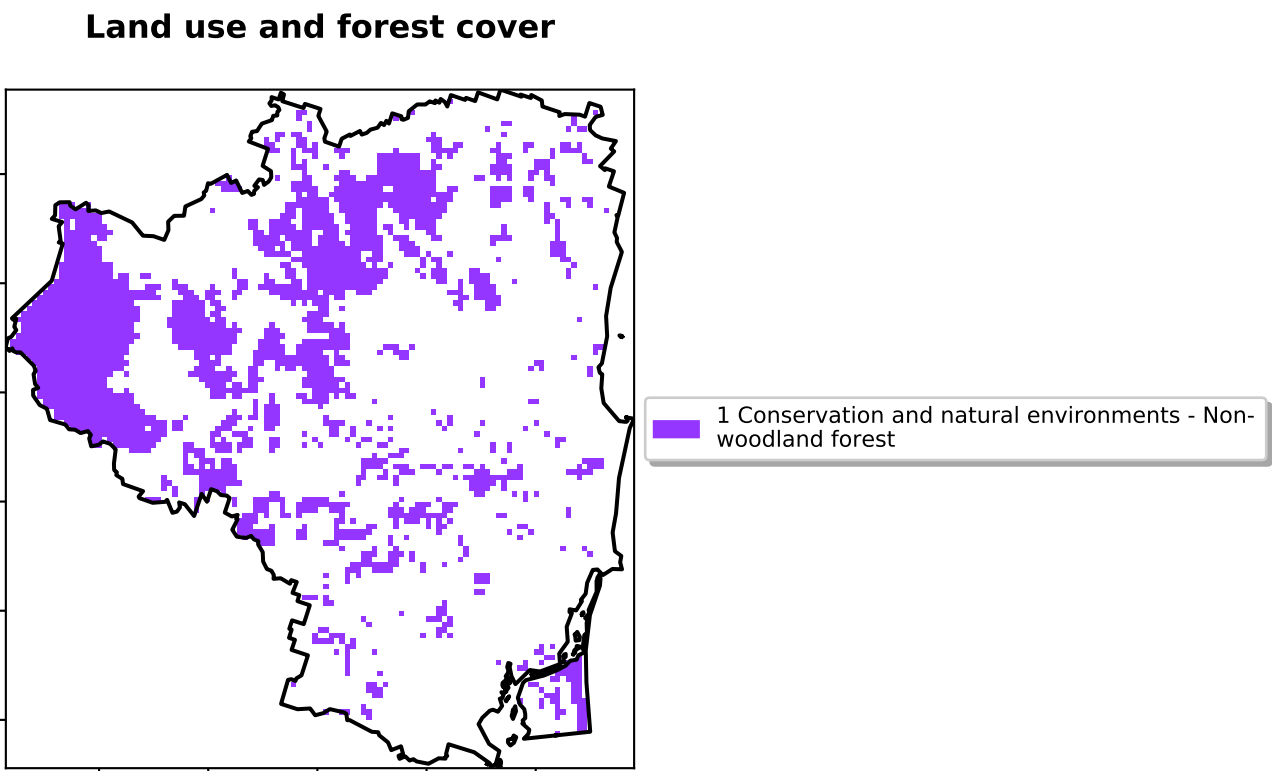 Land use and forest cover
1 Conservation and natural environments - Non-
woodland forest